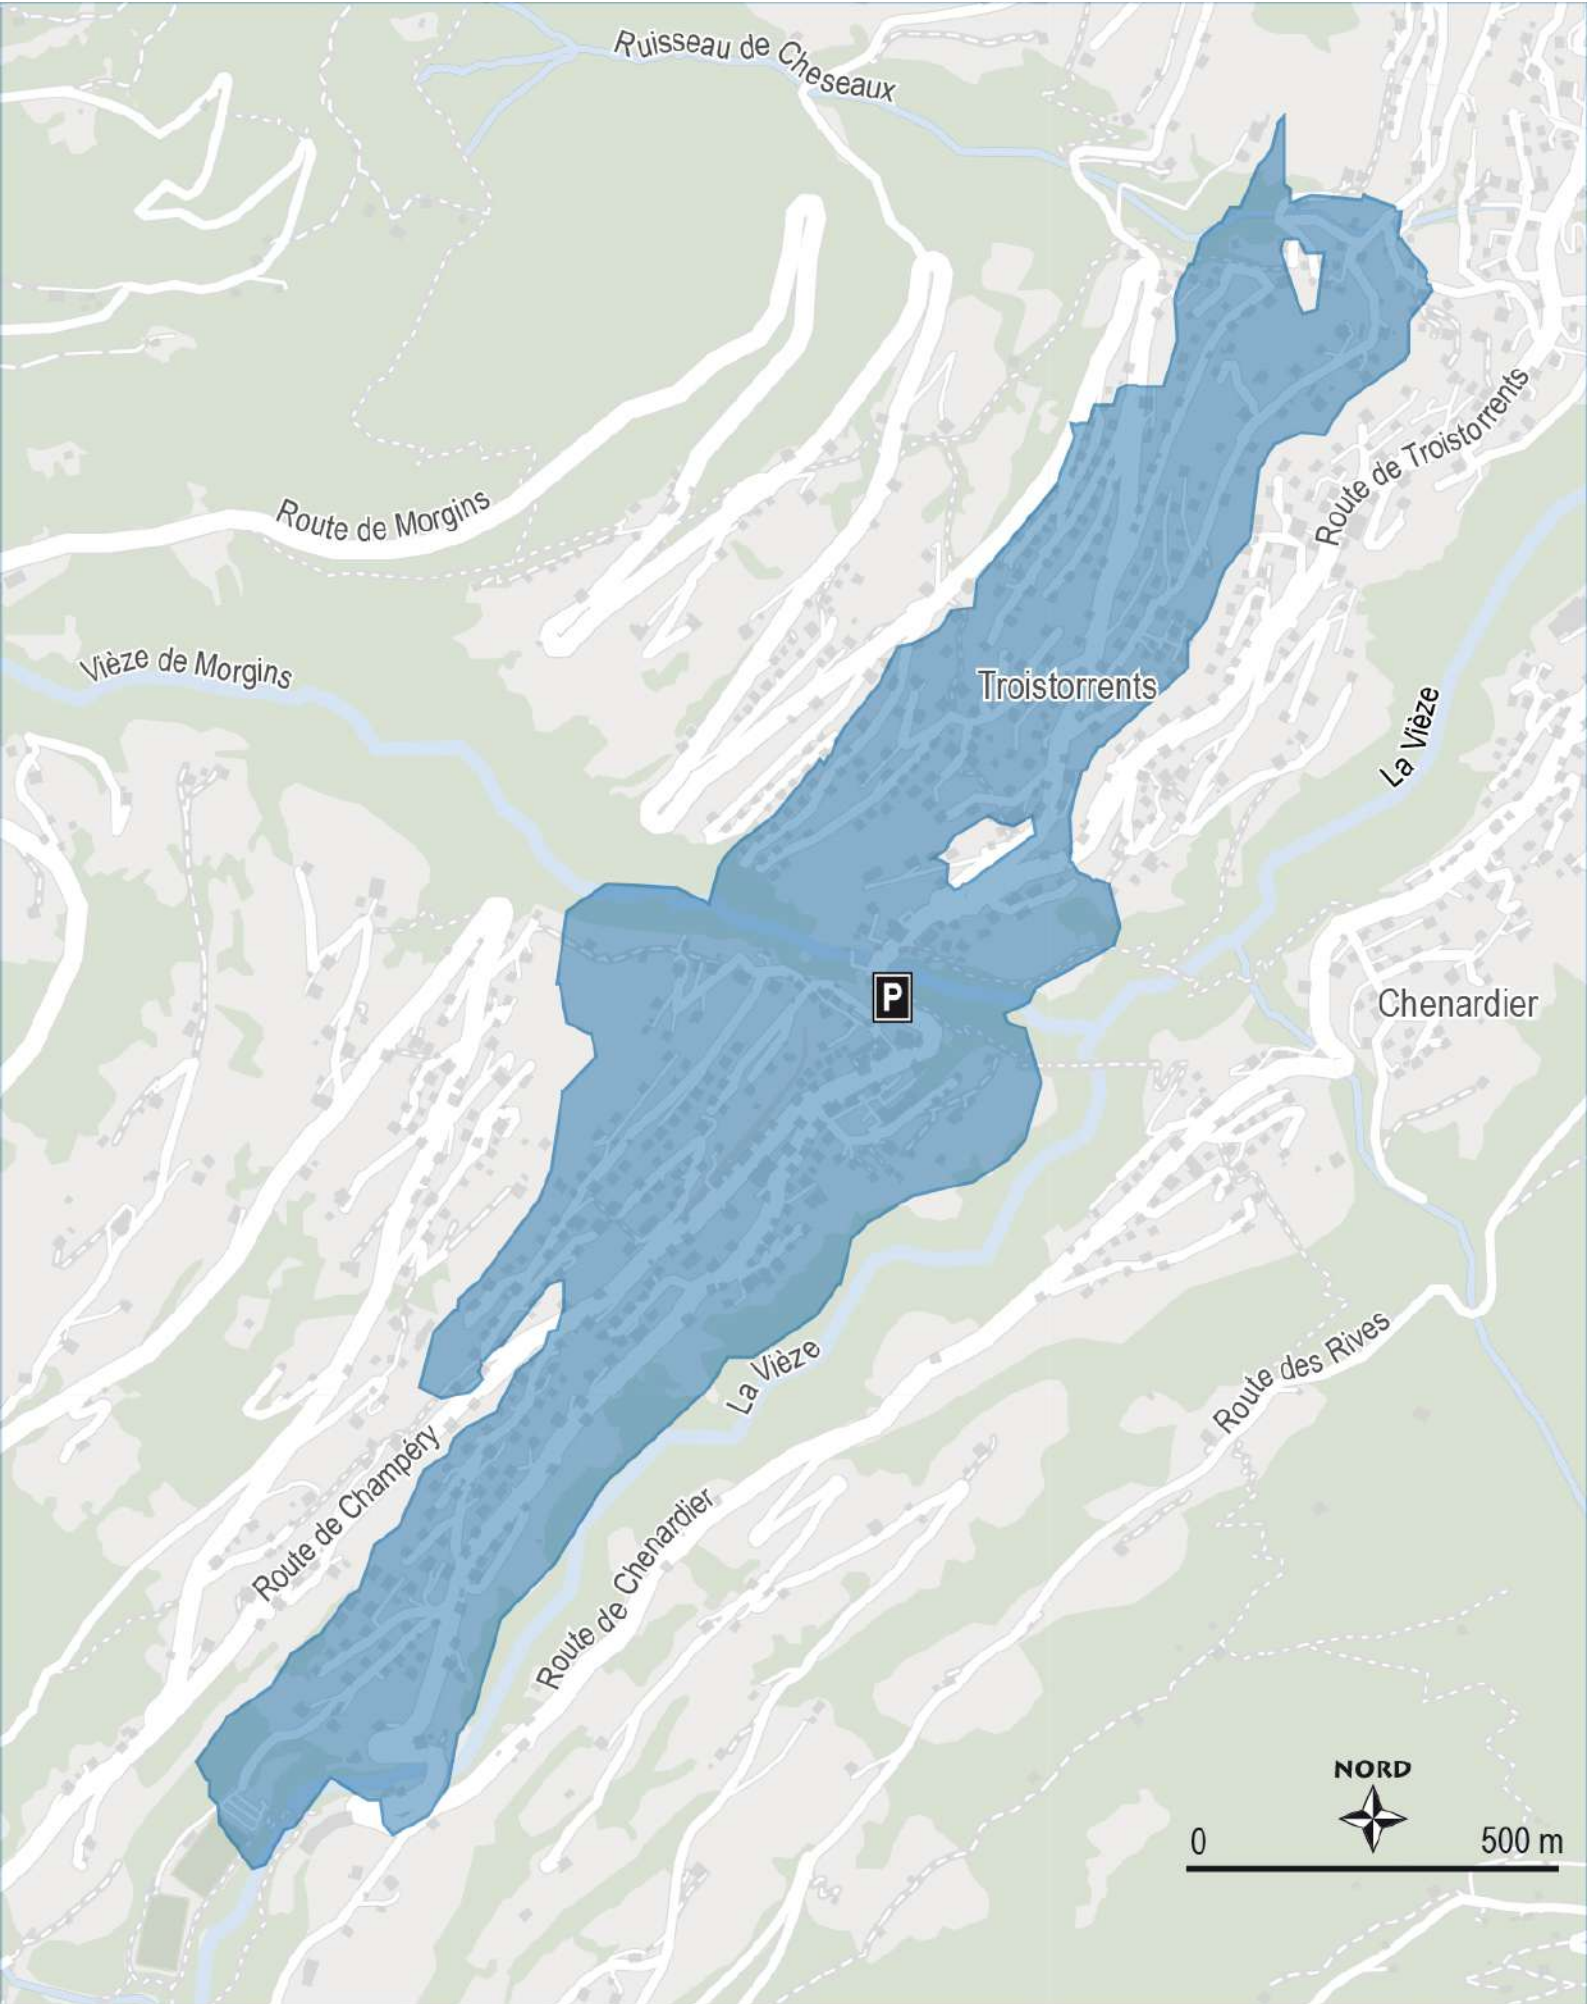 Ruisseau de Cheseaux
Route de Morgins
Route de Troistorrents
Vièze de Morgins
Troistorrents
La Vièze
P
Chenardier
La Vièze
Route des Rives
Route de Champéry
Route de Chenardier
NORD
0 500 m